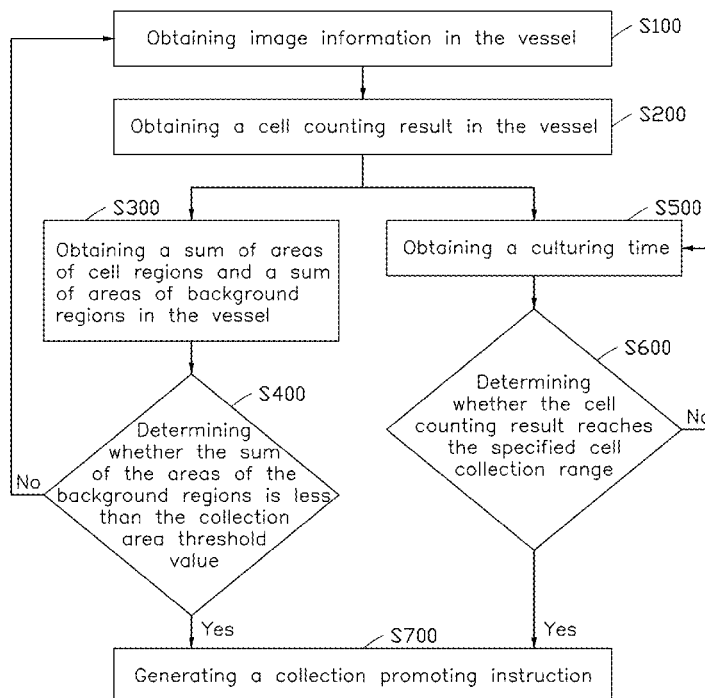 S100
Obtaining image information in the vessel
S200
Obtaining a cell counting result in the vessel
S300
Obtaining a sum of areas
of cell regions and a sum
of areas of background
regions in the vessel
S500
Obtaining a culturing time
S400
Determining
whether the sum
of the areas of the
background regions is less
than the collection
area threshold
value
No
Yes
S600
Determining
whether the cell
counting result reaches
the specified cell
collection range
No
Yes
S700
Generating a collection promoting instruction